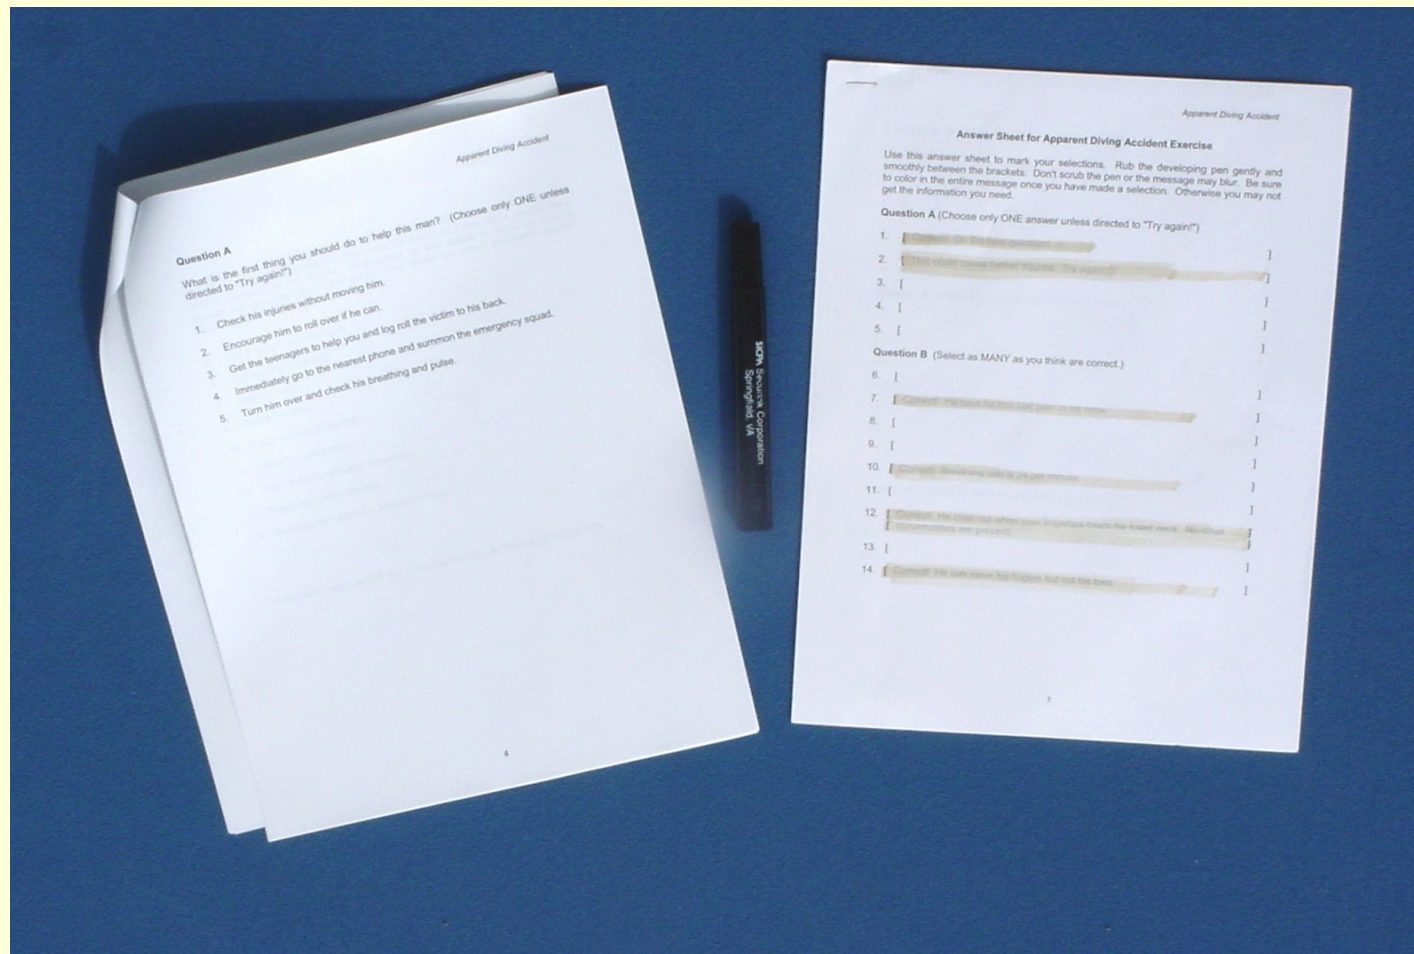 Apparent Diving Accident
Question A
What is the first thing you should do to help this man? (Choose only ONE unless
directed to "Try again!")
1. Check his injuries without moving him.
2. Encourage him to roll over if he can.
3. Get the teenagers to help you and log roll the victim to his back.
4. Immediately go to the nearest phone and summon the emergency squad.
5. Turn him over and check his breathing and pulse.
4
SICPA Securink Corporation
Springfield, VA
Apparent Diving Accident
Answer Sheet for Apparent Diving Accident Exercise
Use this answer sheet to mark your selections. Rub the developing pen gently and
smoothly between the brackets. Don't scrub the pen or the message may blur. Be sure
to color in the entire message once you have made a selection. Otherwise you may not
get the information you need.
Question A (Choose only ONE answer unless directed to "Try again!")
1. [ Correct! Do the next question. ]
2. [ This could cause further injuries. Try again! ]
3. [ ]
4. [ ]
5. [ ]
Question B (Select as MANY as you think are correct.)
6. [ ]
7. [ Correct! He says he has bad pain in his neck. ]
8. [ ]
9. [ ]
10. [ Correct! Breathing rate is per minute. ]
11. [ ]
12. [ Correct! He cries out when your fingertips touch his lower neck. No other ]
[ deformities are present. ]
13. [ ]
14. [ Correct! He can move his fingers but not his toes. ]
1